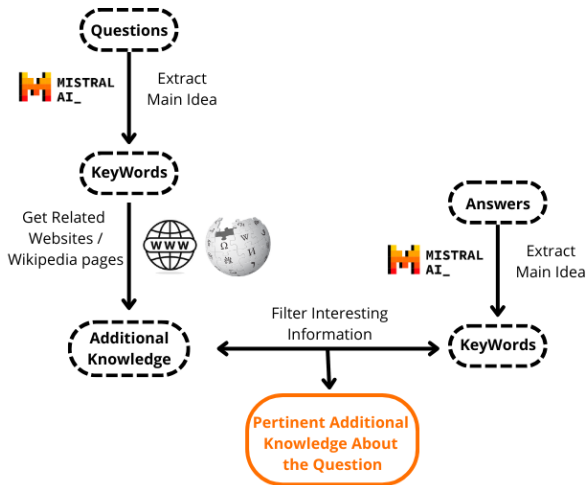 Questions
MISTRAL
AI_
Extract
Main Idea
KeyWords
Get Related
Websites /
Wikipedia pages
WWW
Additional
Knowledge
Answers
MISTRAL
AI_
Extract
Main Idea
KeyWords
Filter Interesting
Information
Pertinent Additional
Knowledge About
the Question